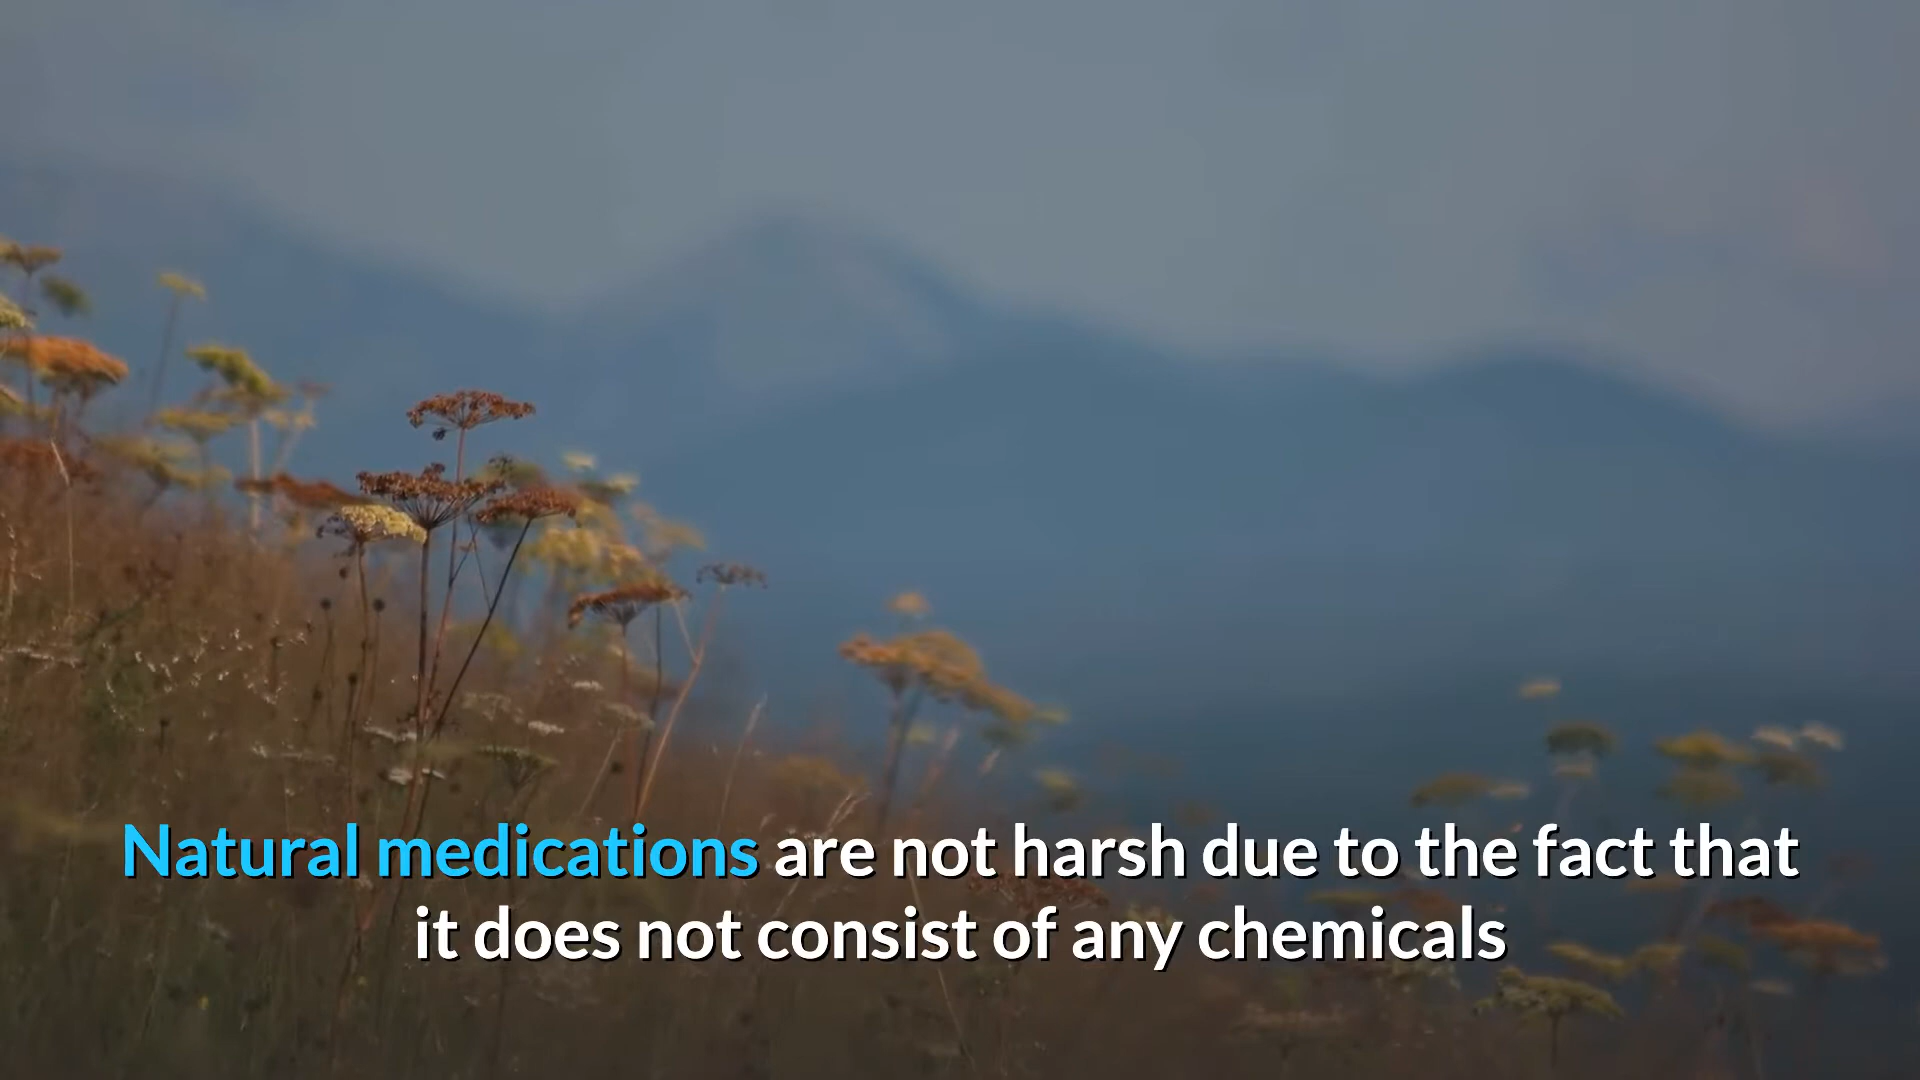 Natural medications are not harsh due to the fact that
it does not consist of any chemicals